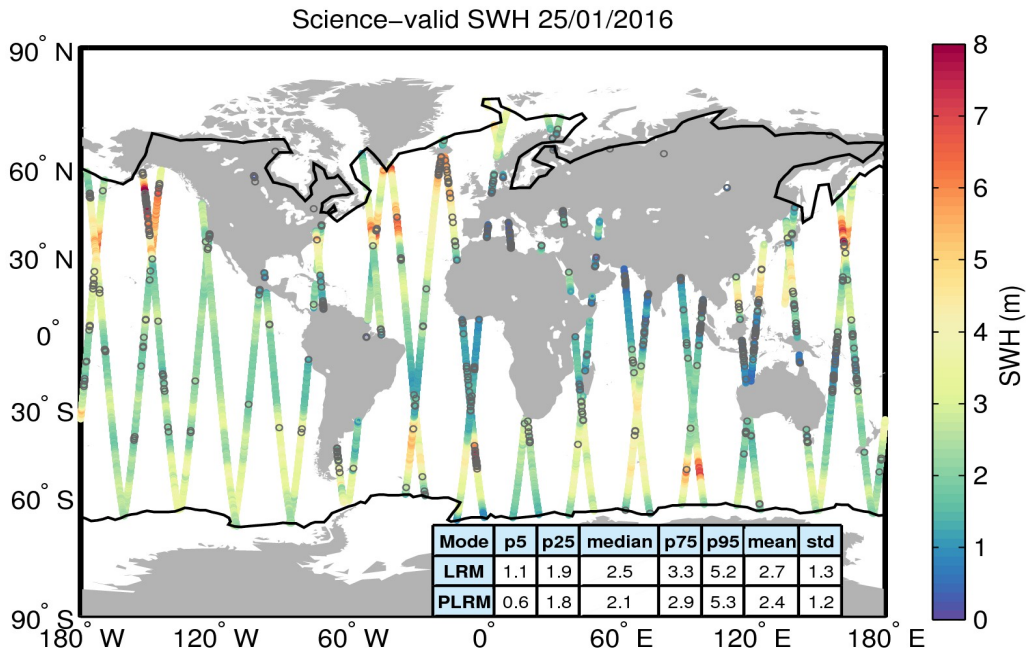 Science−valid SWH 25/01/2016
90° N
60° N
30° N
0°
30° S
60° S
90° S
180° W
120° W
60° W
0°
60° E
120° E
180° E
Mode p5 p25 median p75 p95 mean std
LRM 1.1 1.9 2.5 3.3 5.2 2.7 1.3
PLRM 0.6 1.8 2.1 2.9 5.3 2.4 1.2
8
7
6
5
4
3
2
1
0
SWH (m)